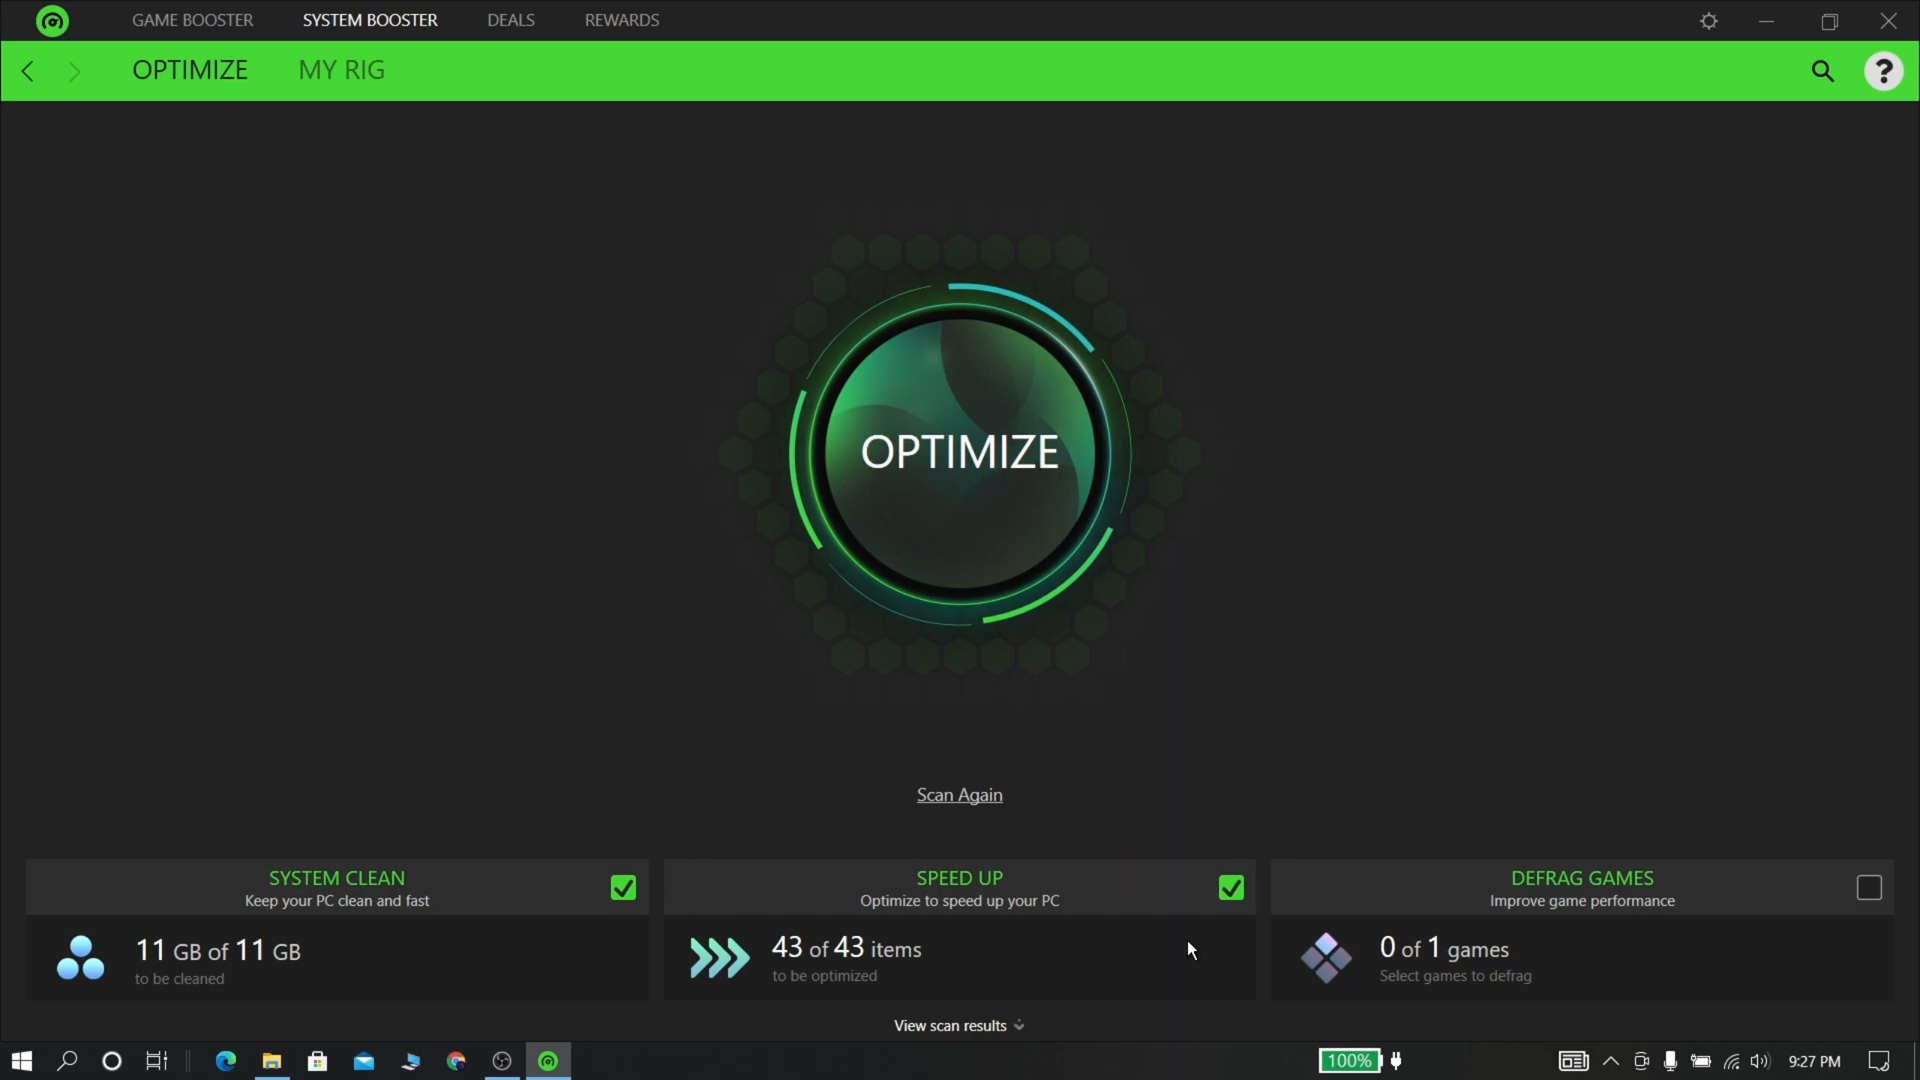 GAME BOOSTER SYSTEM BOOSTER DEALS REWARDS
OPTIMIZE MY RIG ?
OPTIMIZE
Scan Again
SYSTEM CLEAN
Keep your PC clean and fast
11 GB of 11 GB
to be cleaned
SPEED UP
Optimize to speed up your PC
43 of 43 items
to be optimized
DEFRAG GAMES
Improve game performance
0 of 1 games
Select games to defrag
View scan results
100% 9:27 PM